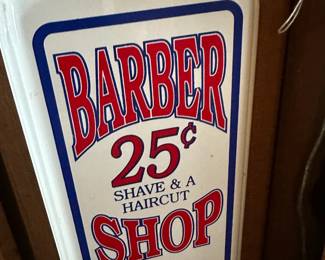 BARBER
25¢
SHAVE & A
HAIRCUT
SHOP